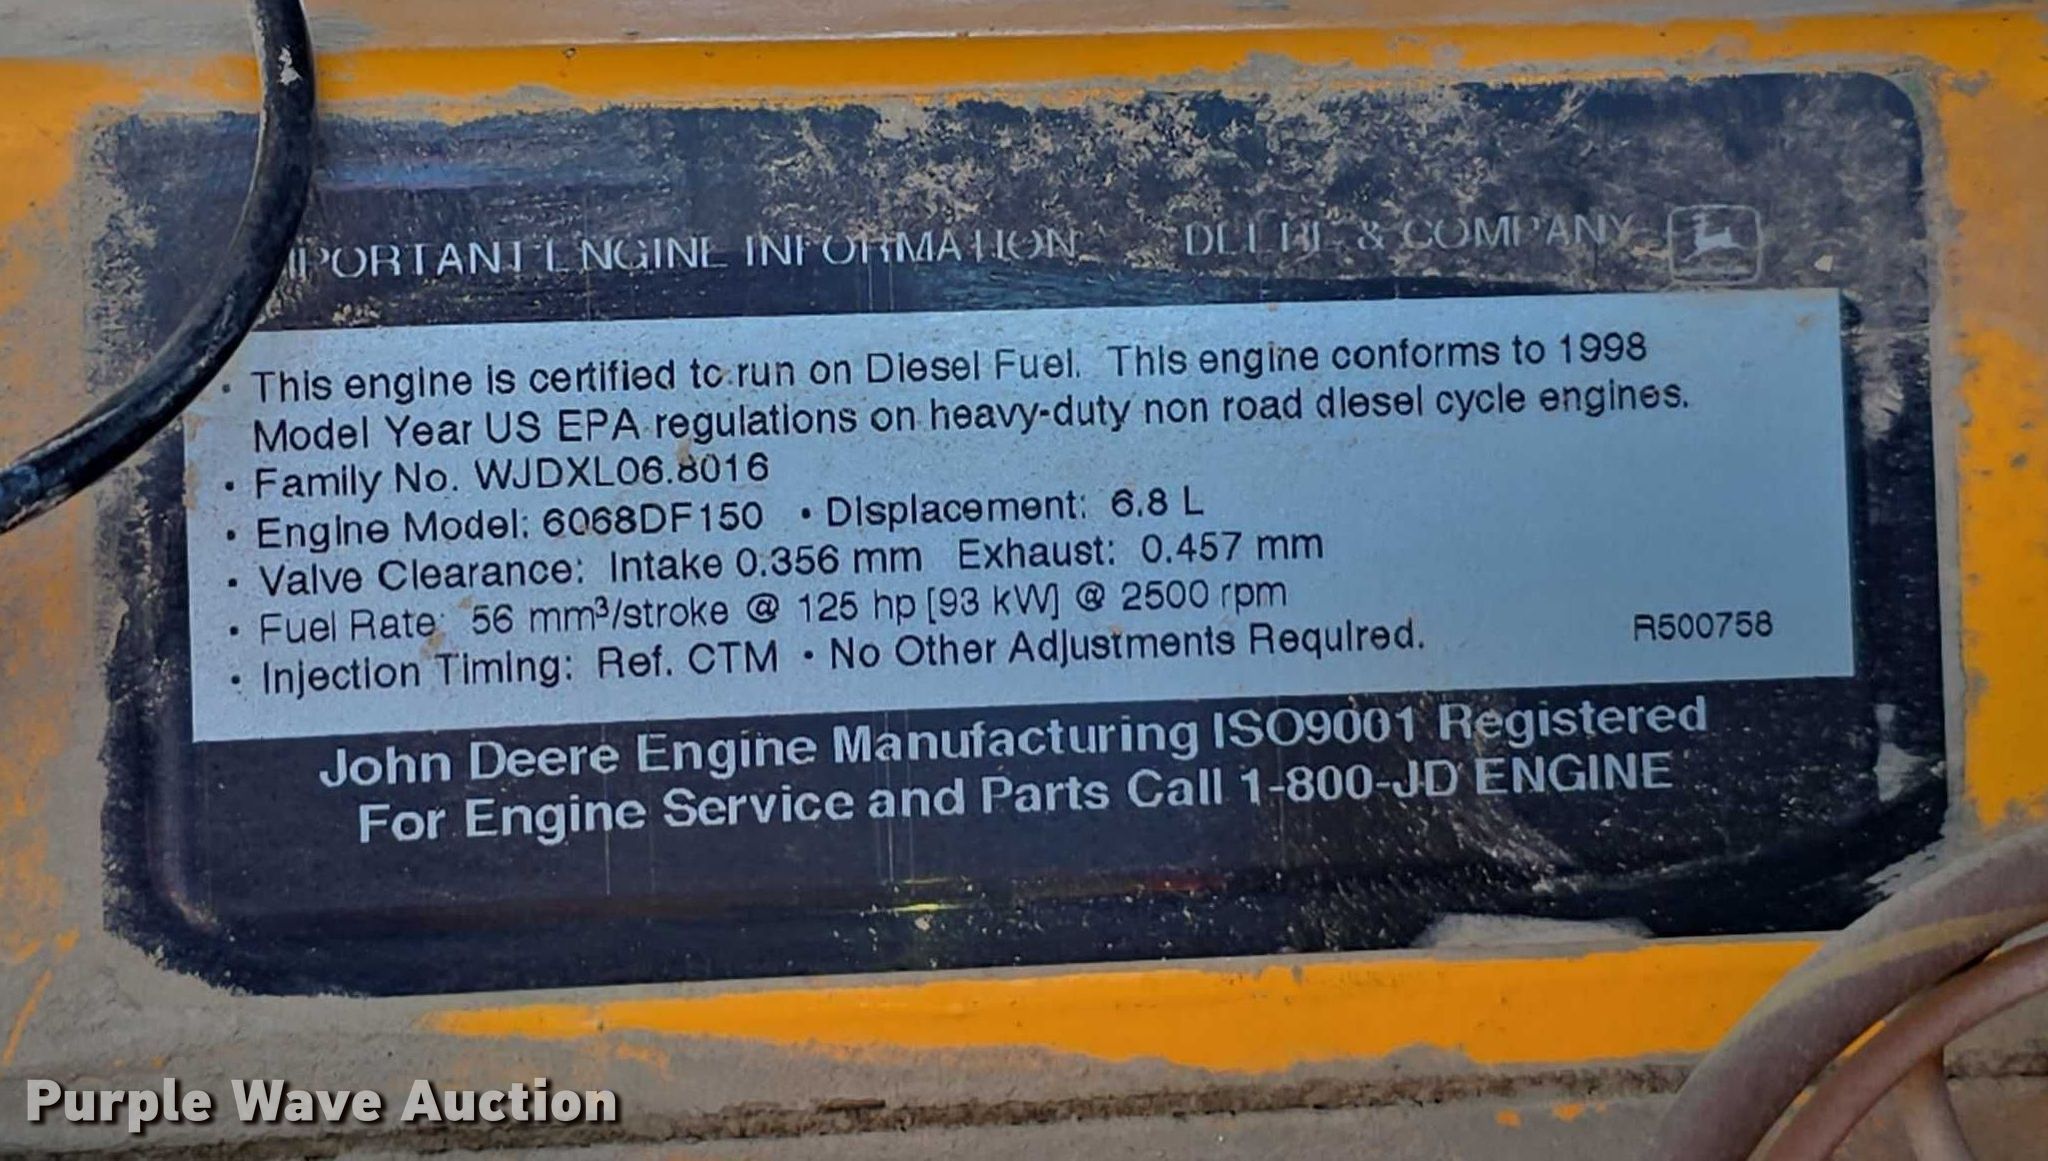 IMPORTANT ENGINE INFORMATION DEERE & COMPANY
• This engine is certified to run on Diesel Fuel. This engine conforms to 1998
Model Year US EPA regulations on heavy-duty non road diesel cycle engines.
• Family No. WJDXL06.8016
• Engine Model: 6068DF150 • Displacement: 6.8 L
• Valve Clearance: Intake 0.356 mm Exhaust: 0.457 mm
• Fuel Rate: 56 mm³/stroke @ 125 hp [93 kW] @ 2500 rpm
• Injection Timing: Ref. CTM • No Other Adjustments Required.
R500758
John Deere Engine Manufacturing ISO9001 Registered
For Engine Service and Parts Call 1-800-JD ENGINE
Purple Wave Auction